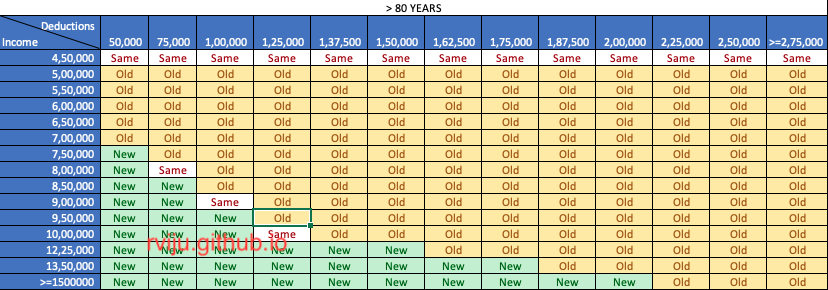 > 80 YEARS
Deductions
Income 50,000 75,000 1,00,000 1,25,000 1,37,500 1,50,000 1,62,500 1,75,000 1,87,500 2,00,000 2,25,000 2,50,000 >=2,75,000
4,50,000 Same Same Same Same Same Same Same Same Same Same Same Same Same
5,00,000 Old Old Old Old Old Old Old Old Old Old Old Old Old
5,50,000 Old Old Old Old Old Old Old Old Old Old Old Old Old
6,00,000 Old Old Old Old Old Old Old Old Old Old Old Old Old
6,50,000 Old Old Old Old Old Old Old Old Old Old Old Old Old
7,00,000 Old Old Old Old Old Old Old Old Old Old Old Old Old
7,50,000 New Old Old Old Old Old Old Old Old Old Old Old Old
8,00,000 New Same Old Old Old Old Old Old Old Old Old Old Old
8,50,000 New New Old Old Old Old Old Old Old Old Old Old Old
9,00,000 New New Same Old Old Old Old Old Old Old Old Old Old
9,50,000 New New New Old Old Old Old Old Old Old Old Old Old
10,00,000 New New New Same Old Old Old Old Old Old Old Old Old
rvjju.github.io
12,25,000 New New New New New New Old Old Old Old Old Old Old
13,50,000 New New New New New New New New Old Old Old Old Old
>=1500000 New New New New New New New New New New Old Old Old